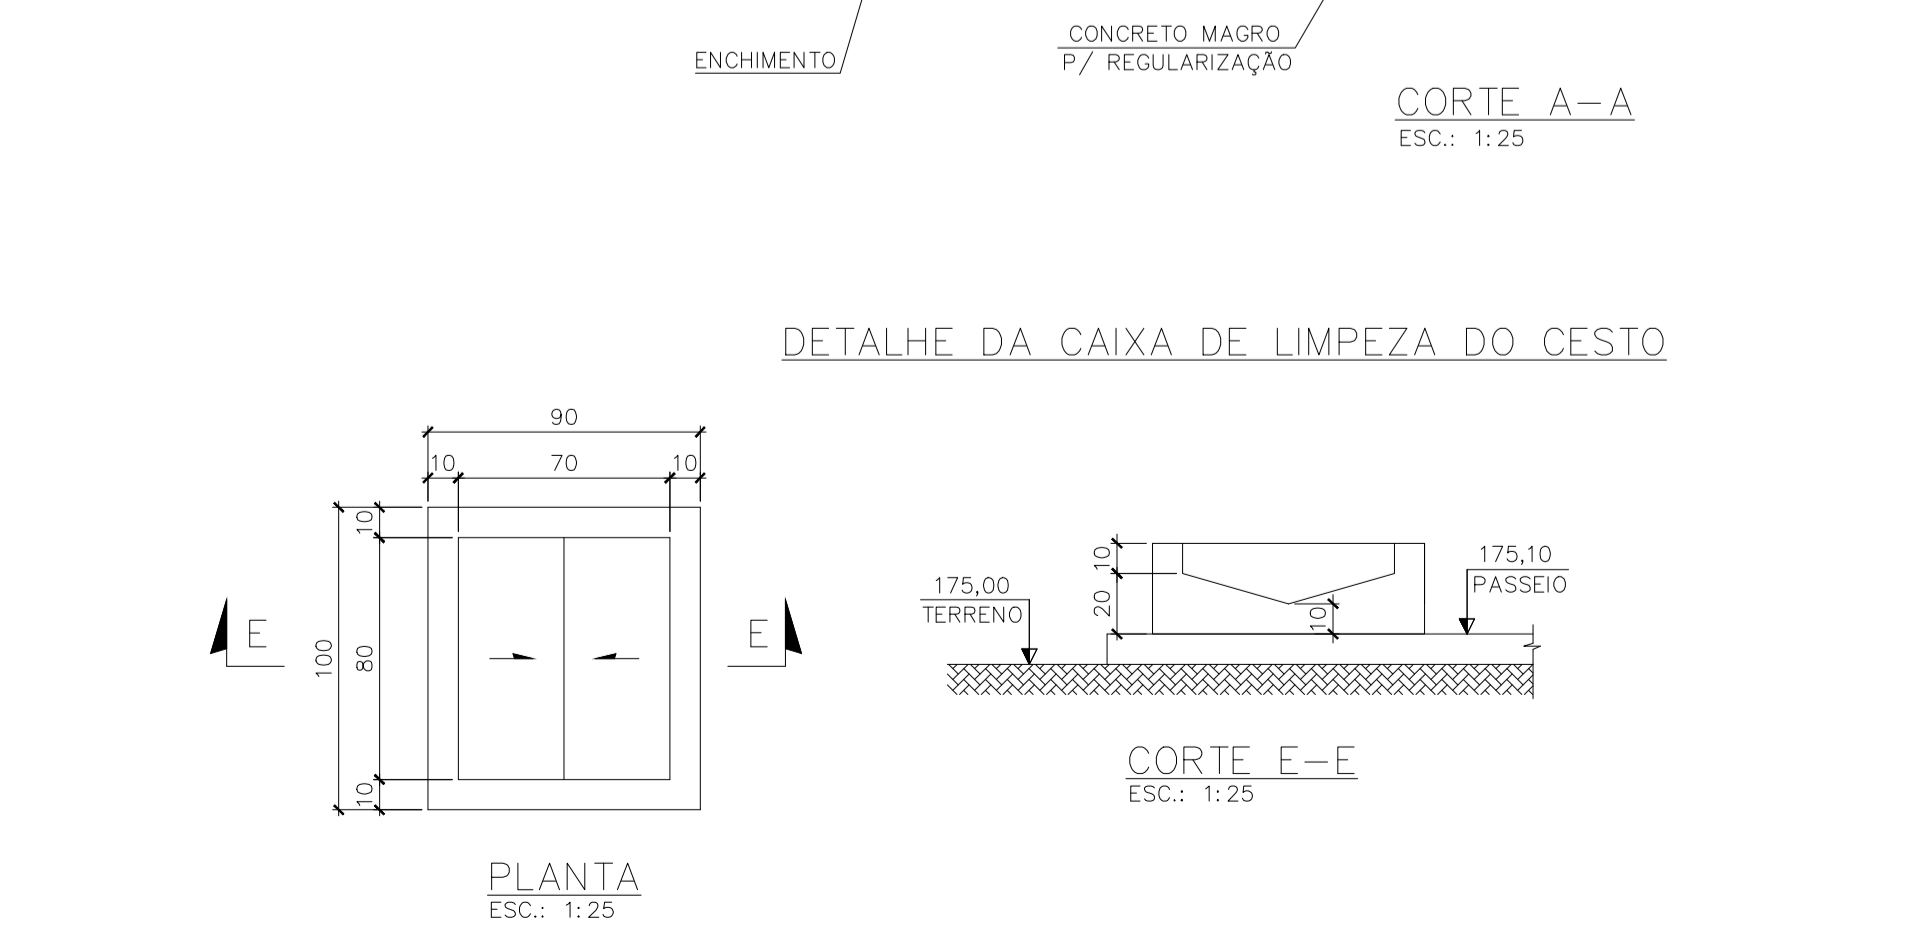 ENCHIMENTO
CONCRETO MAGRO
P/ REGULARIZAÇÃO
CORTE A-A
ESC.: 1:25
DETALHE DA CAIXA DE LIMPEZA DO CESTO
90
10 70 10
10
80
10
100
E
E
PLANTA
ESC.: 1:25
175,00
TERRENO
10
20
10
175,10
PASSEIO
CORTE E-E
ESC.: 1:25